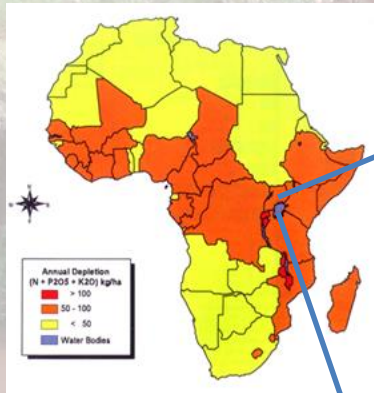 Annual Depletion
(N + P2O5 + K2O) kg/ha
> 100
50 - 100
< 50
Water Bodies